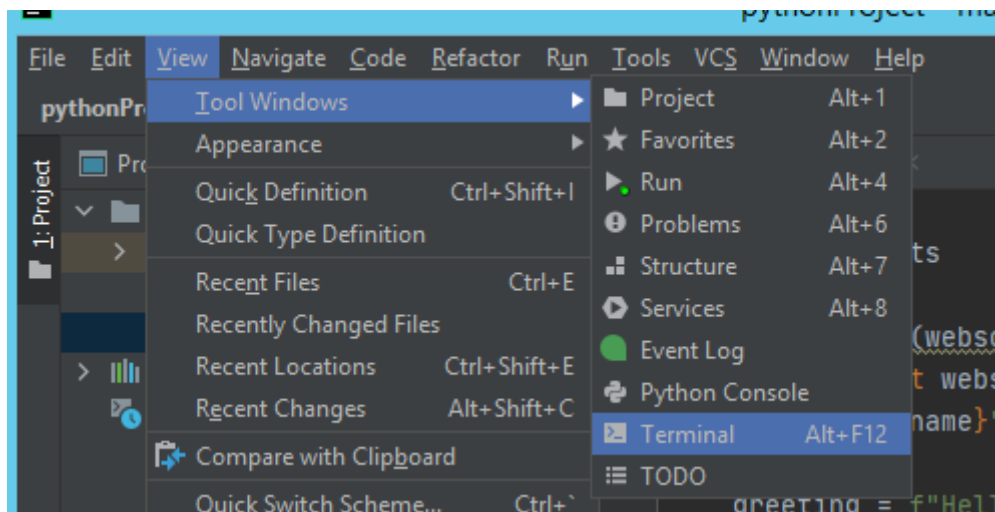 File Edit View Navigate Code Refactor Run Tools VCS Window Help
Tool Windows
Appearance
Quick Definition Ctrl+Shift+I
Quick Type Definition
Recent Files Ctrl+E
Recently Changed Files
Recent Locations Ctrl+Shift+E
Recent Changes Alt+Shift+C
Compare with Clipboard
Quick Switch Scheme... Ctrl+`
Project Alt+1
Favorites Alt+2
Run Alt+4
Problems Alt+6
Structure Alt+7
Services Alt+8
Event Log
Python Console
Terminal Alt+F12
TODO
pythonPr
1: Project
Pro
ts
(webso
t webs
name}'
greeting = f"Hell